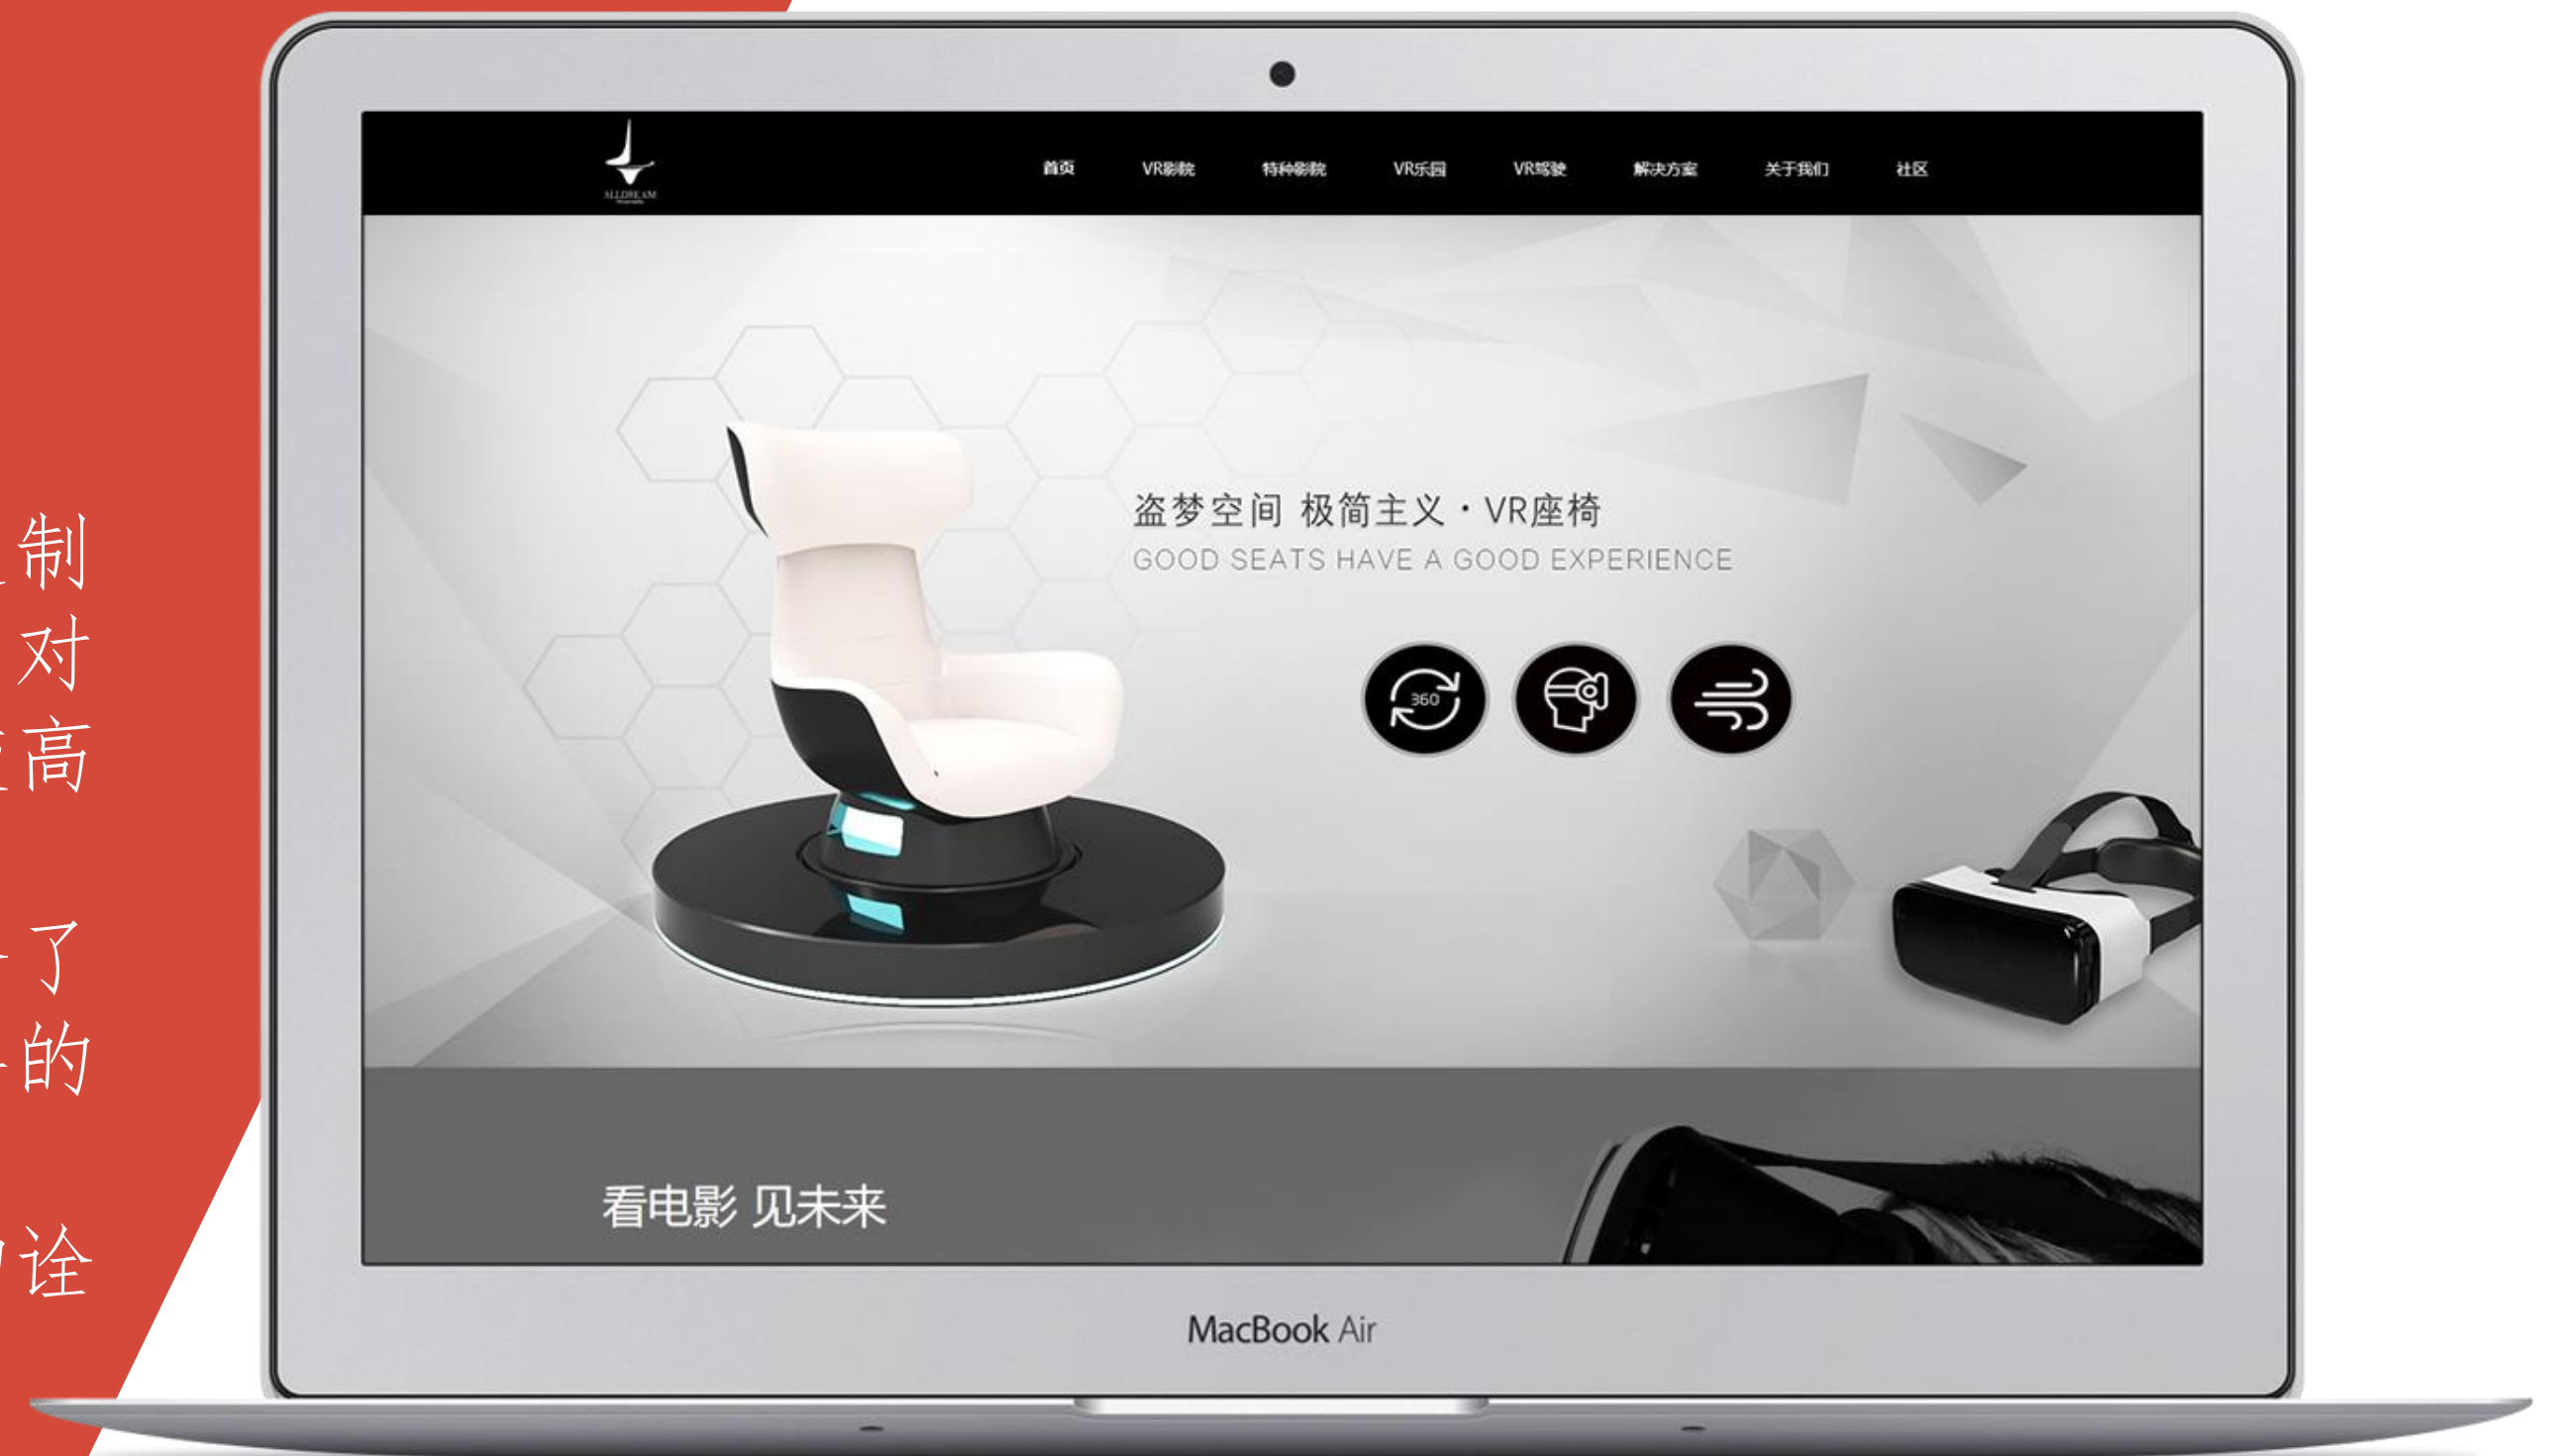 ALLDREAM
首页 VR影院 特种影院 VR乐园 VR驾驶 解决方案 关于我们 社区
盗梦空间 极简主义·VR座椅
GOOD SEATS HAVE A GOOD EXPERIENCE
360
看电影 见未来
MacBook Air
制
对
高
了
的
诠